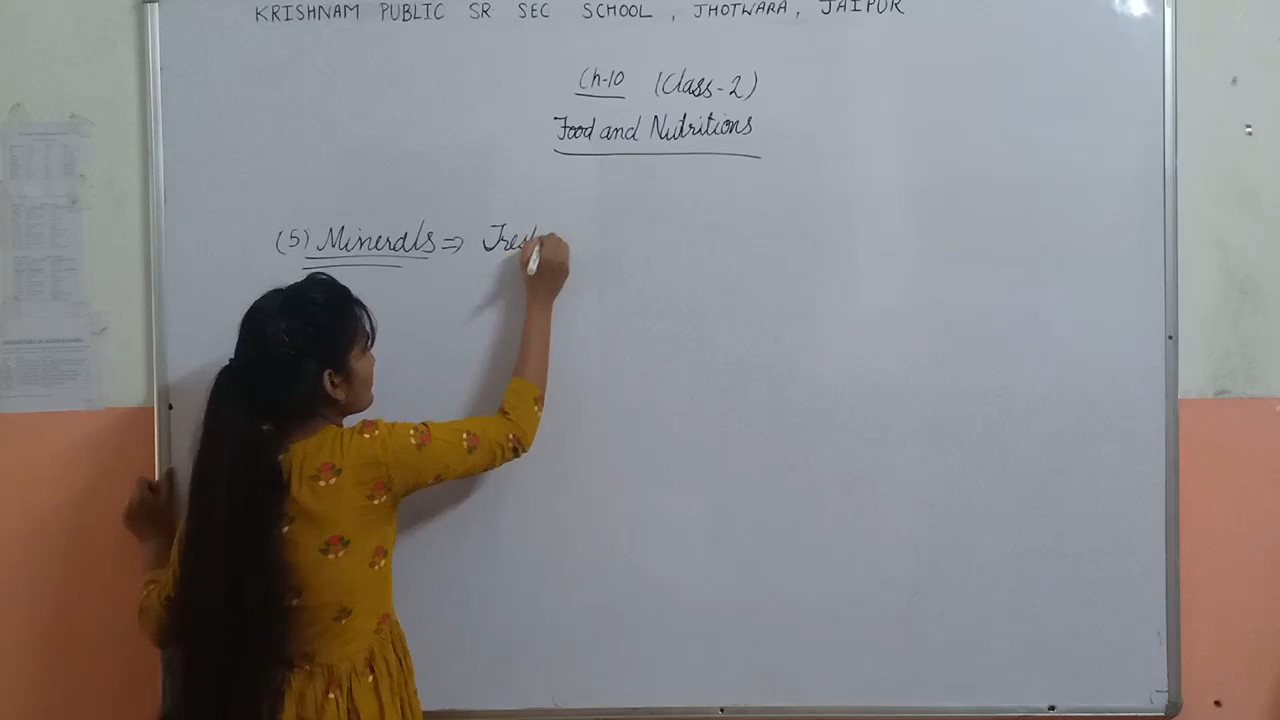 KRISHNAM PUBLIC SR SEC SCHOOL , JHOTWARA, JAIPUR
Ch-10 (Class-2)
Food and Nutritions
(5) Minerals ⇒